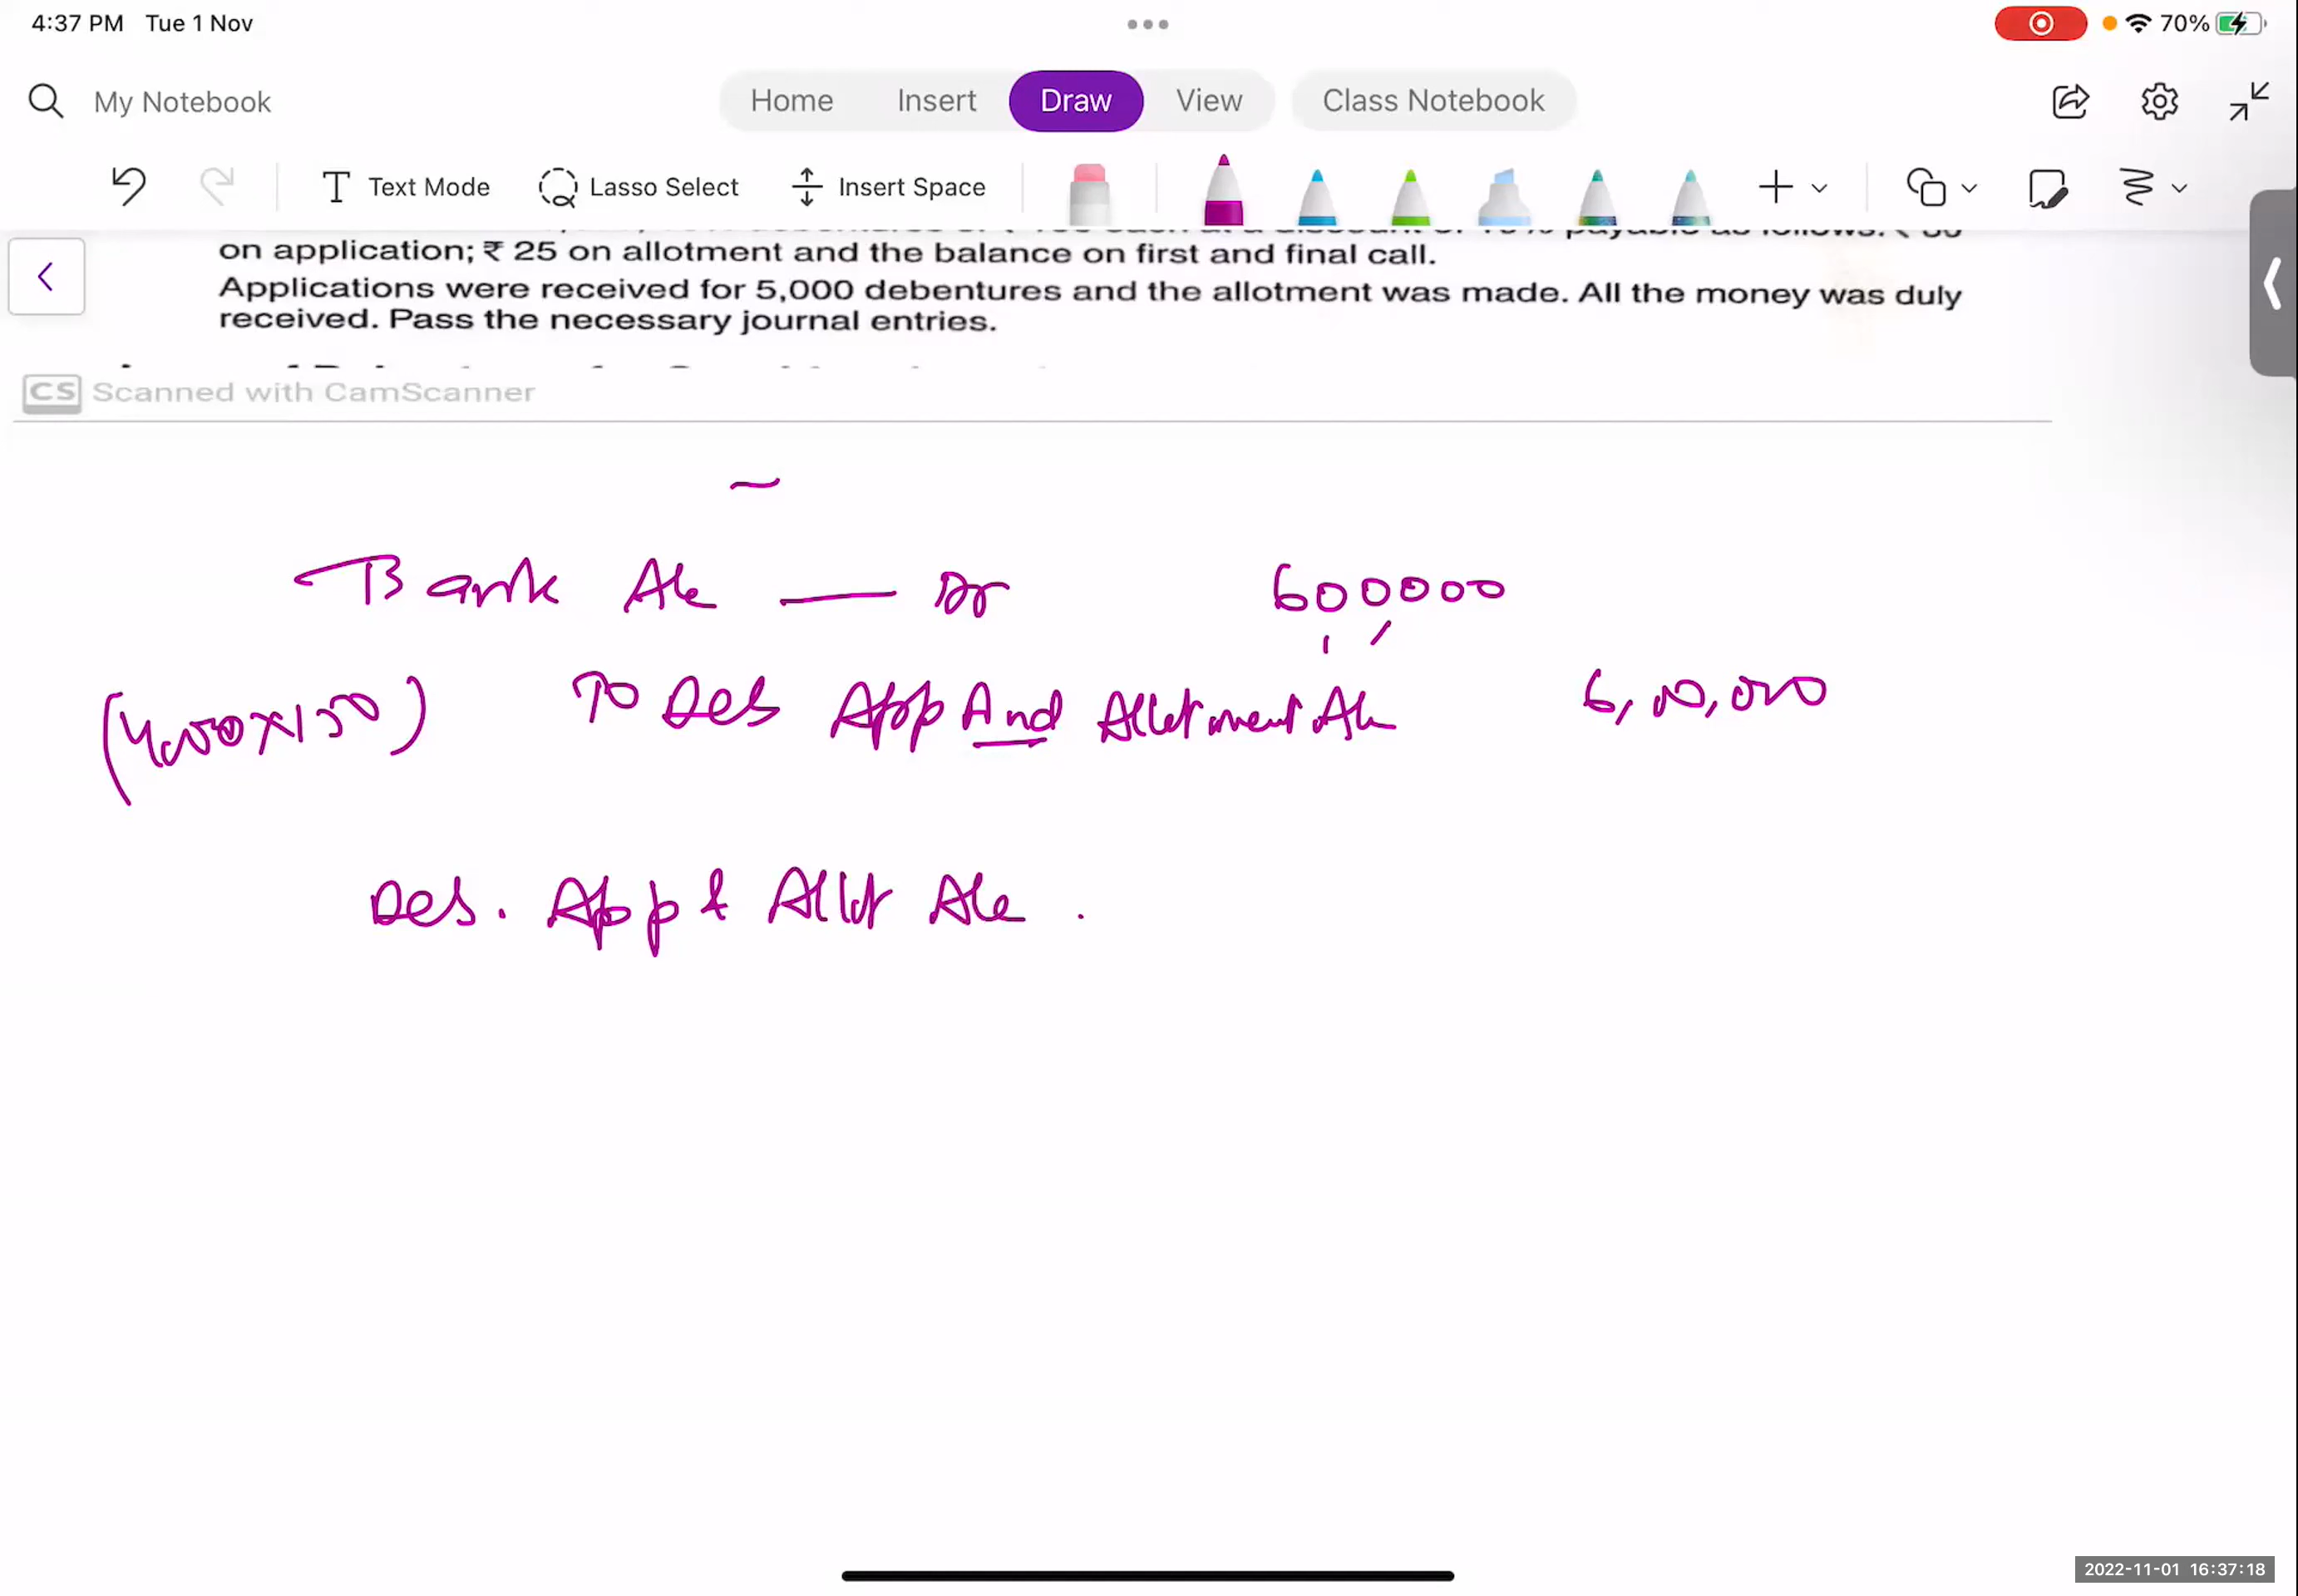 4:37 PM Tue 1 Nov
70%
My Notebook
Home Insert Draw View Class Notebook
Text Mode Lasso Select Insert Space
on application; ₹ 25 on allotment and the balance on first and final call.
Applications were received for 5,000 debentures and the allotment was made. All the money was duly
received. Pass the necessary journal entries.
CS Scanned with CamScanner
Bank A/c — Dr 600000
(4000×150) To Deb App And Allotment A/c 6,00,000
Deb. App & Allot A/c .
2022-11-01 16:37:18